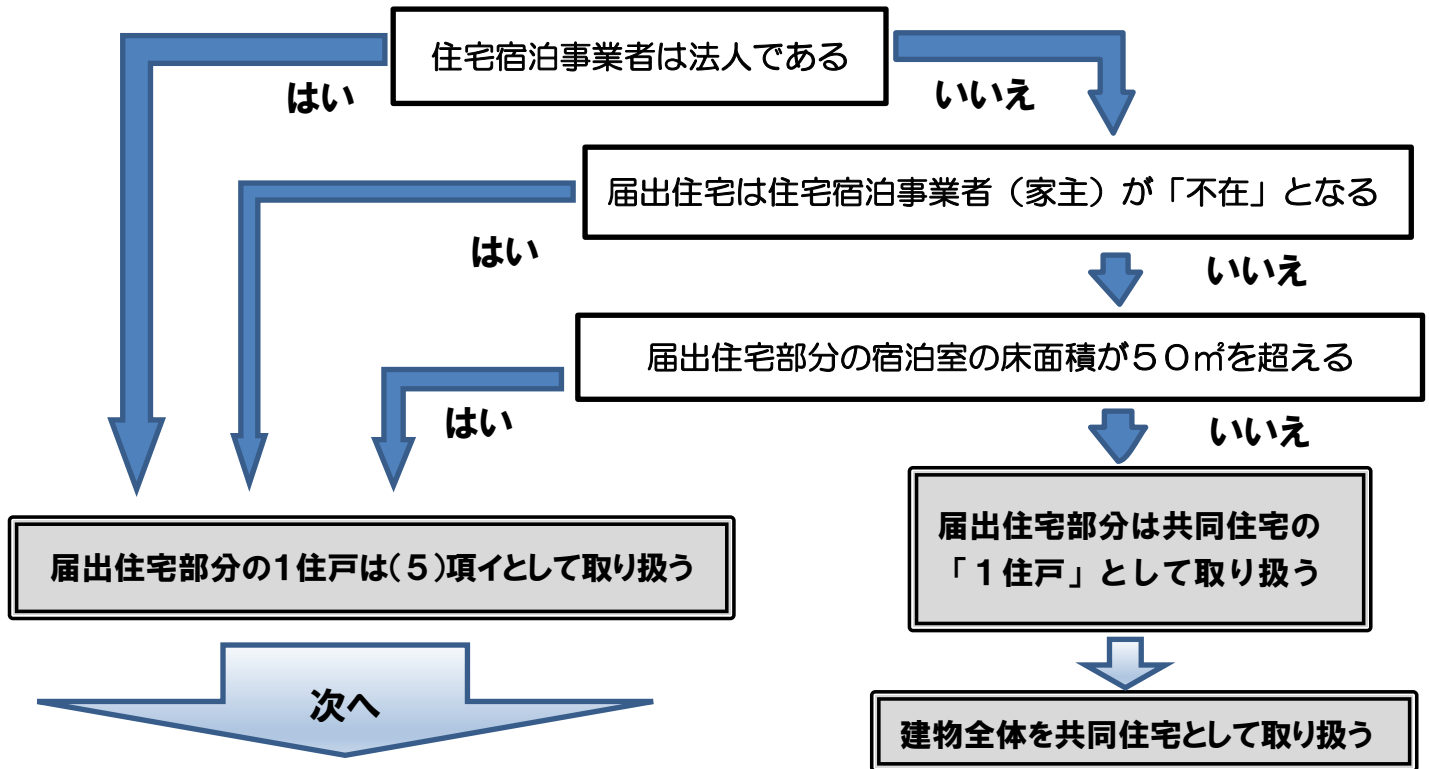 住宅宿泊事業者は法人である
はい
いいえ
届出住宅は住宅宿泊事業者（家主）が「不在」となる
はい
いいえ
届出住宅部分の宿泊室の床面積が５０㎡を超える
はい
いいえ
届出住宅部分の１住戸は（５）項イとして取り扱う
届出住宅部分は共同住宅の
「１住戸」として取り扱う
次へ
建物全体を共同住宅として取り扱う